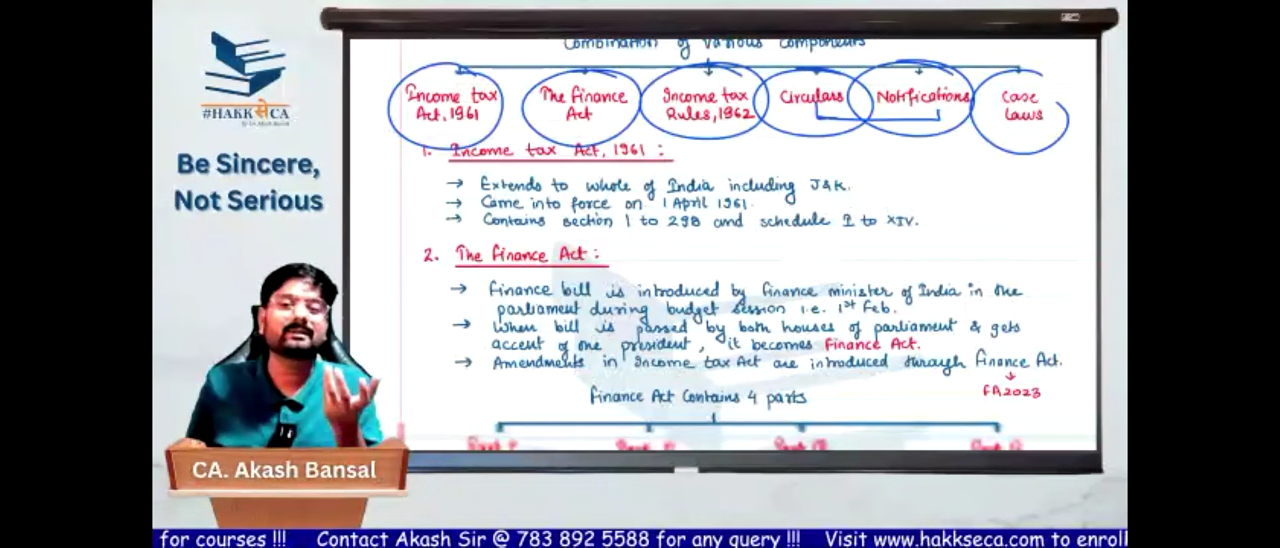 Combination of various components
Income tax Act, 1961
The Finance Act
Income tax Rules, 1962
Circulars
Notifications
Case Laws
1. Income tax Act, 1961 :
→ Extends to whole of India including J&K.
→ Came into force on 1 April 1961.
→ Contains section 1 to 298 and schedule I to XIV.
2. The Finance Act :
→ Finance bill is introduced by finance minister of India in the
parliament during budget session i.e. 1st Feb.
→ When bill is passed by both houses of parliament & gets
accent of the president, it becomes Finance Act.
→ Amendments in Income tax Act are introduced through Finance Act.
FA2023
Finance Act Contains 4 parts
#HAKKसेCA
Be Sincere,
Not Serious
CA. Akash Bansal
for courses !!! Contact Akash Sir @ 783 892 5588 for any query !!! Visit www.hakkseca.com to enroll